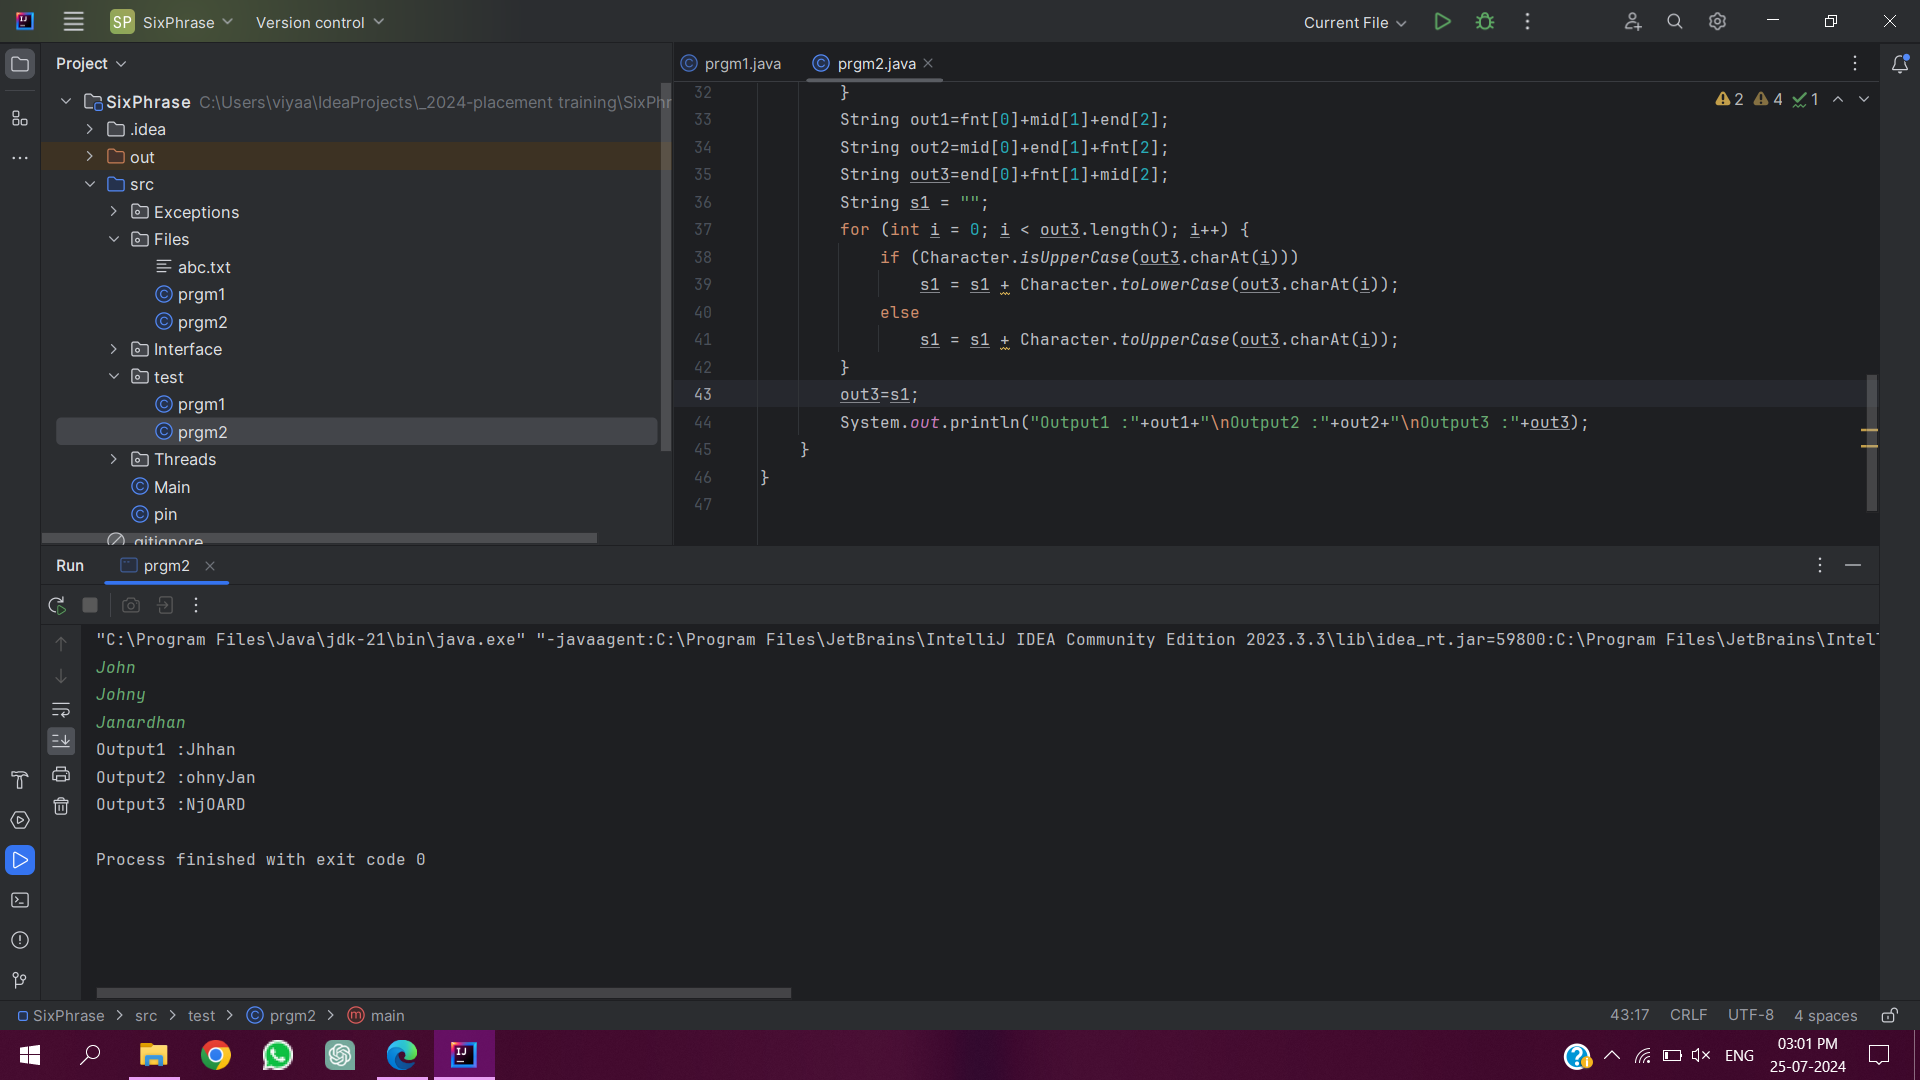 SP SixPhrase Version control Current File
Project
prgm1.java prgm2.java
SixPhrase C:\Users\viyaa\IdeaProjects\_2024-placement training\SixPhr
.idea
out
src
Exceptions
Files
abc.txt
prgm1
prgm2
Interface
test
prgm1
prgm2
Threads
Main
pin
.gitignore
2 4 1
32 }
33 String out1=fnt[0]+mid[1]+end[2];
34 String out2=mid[0]+end[1]+fnt[2];
35 String out3=end[0]+fnt[1]+mid[2];
36 String s1 = "";
37 for (int i = 0; i < out3.length(); i++) {
38 if (Character.isUpperCase(out3.charAt(i)))
39 s1 = s1 + Character.toLowerCase(out3.charAt(i));
40 else
41 s1 = s1 + Character.toUpperCase(out3.charAt(i));
42 }
43 out3=s1;
44 System.out.println("Output1 :"+out1+"\nOutput2 :"+out2+"\nOutput3 :"+out3);
45 }
46 }
47
Run prgm2
"C:\Program Files\Java\jdk-21\bin\java.exe" "-javaagent:C:\Program Files\JetBrains\IntelliJ IDEA Community Edition 2023.3.3\lib\idea_rt.jar=59800:C:\Program Files\JetBrains\Intel
John
Johny
Janardhan
Output1 :Jhhan
Output2 :ohnyJan
Output3 :NjOARD
Process finished with exit code 0
SixPhrase > src > test > prgm2 > main
43:17 CRLF UTF-8 4 spaces
ENG
03:01 PM
25-07-2024